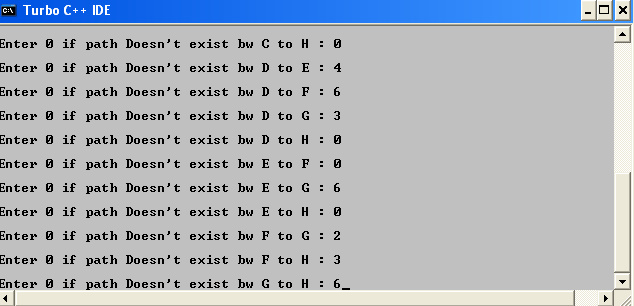 Turbo C++ IDE
Enter 0 if path Doesn't exist bw C to H : 0
Enter 0 if path Doesn't exist bw D to E : 4
Enter 0 if path Doesn't exist bw D to F : 6
Enter 0 if path Doesn't exist bw D to G : 3
Enter 0 if path Doesn't exist bw D to H : 0
Enter 0 if path Doesn't exist bw E to F : 0
Enter 0 if path Doesn't exist bw E to G : 6
Enter 0 if path Doesn't exist bw E to H : 0
Enter 0 if path Doesn't exist bw F to G : 2
Enter 0 if path Doesn't exist bw F to H : 3
Enter 0 if path Doesn't exist bw G to H : 6_